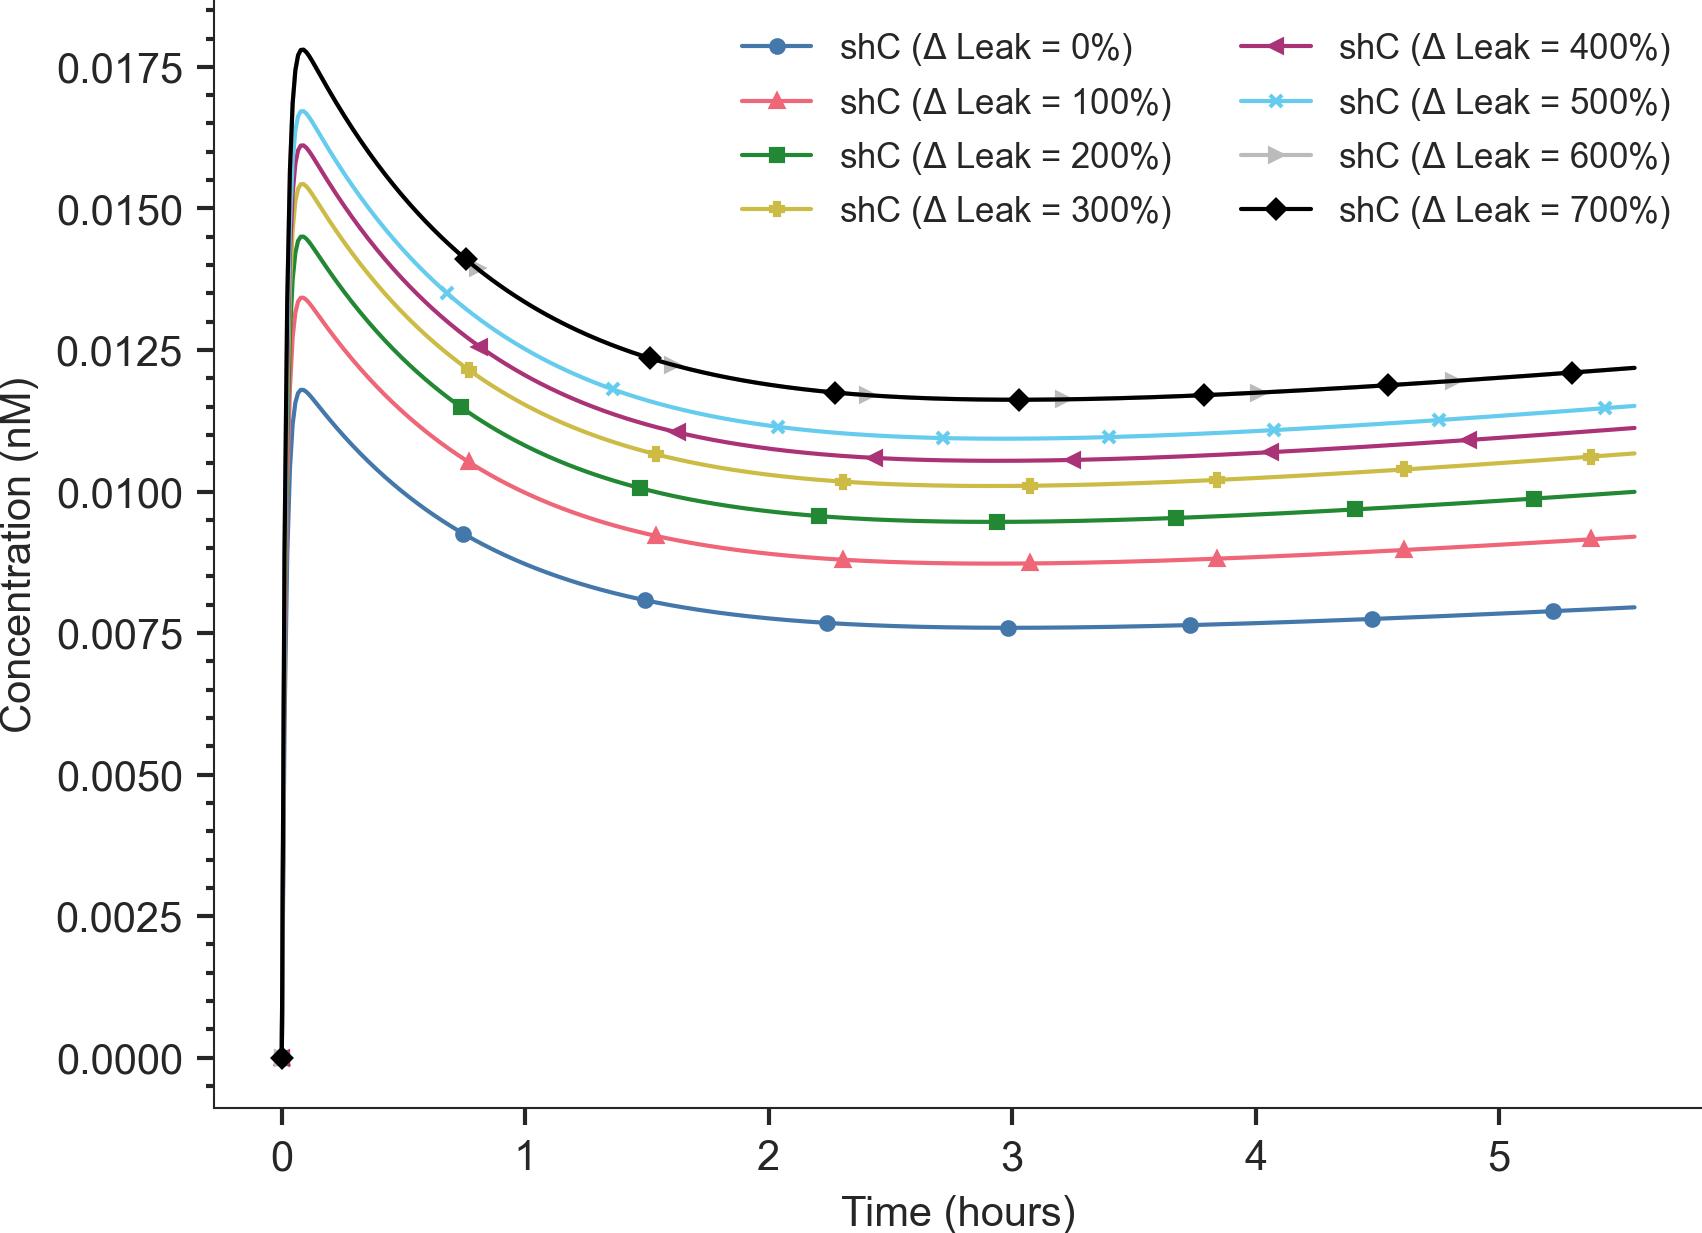 shC (Δ Leak = 0%)
shC (Δ Leak = 100%)
shC (Δ Leak = 200%)
shC (Δ Leak = 300%)
shC (Δ Leak = 400%)
shC (Δ Leak = 500%)
shC (Δ Leak = 600%)
shC (Δ Leak = 700%)
Concentration (nM)
0.0175
0.0150
0.0125
0.0100
0.0075
0.0050
0.0025
0.0000
0 1 2 3 4 5
Time (hours)